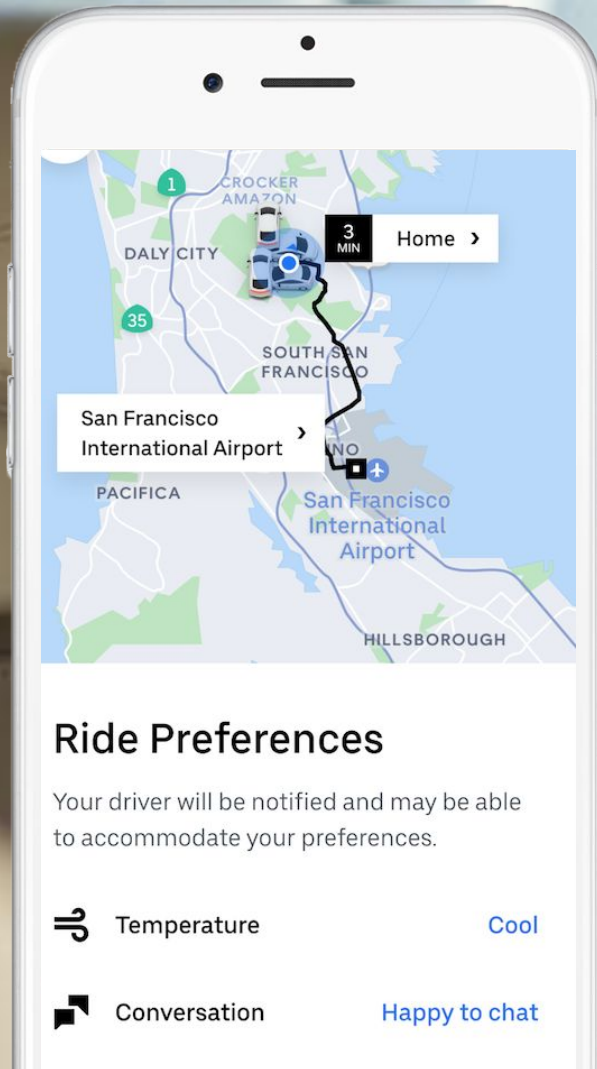 CROCKER
AMAZON
1
3
MIN
Home ›
DALY CITY
35
SOUTH SAN
FRANCISCO
San Francisco
International Airport ›
NO
PACIFICA
San Francisco
International
Airport
HILLSBOROUGH
Ride Preferences
Your driver will be notified and may be able
to accommodate your preferences.
Temperature
Cool
Conversation
Happy to chat